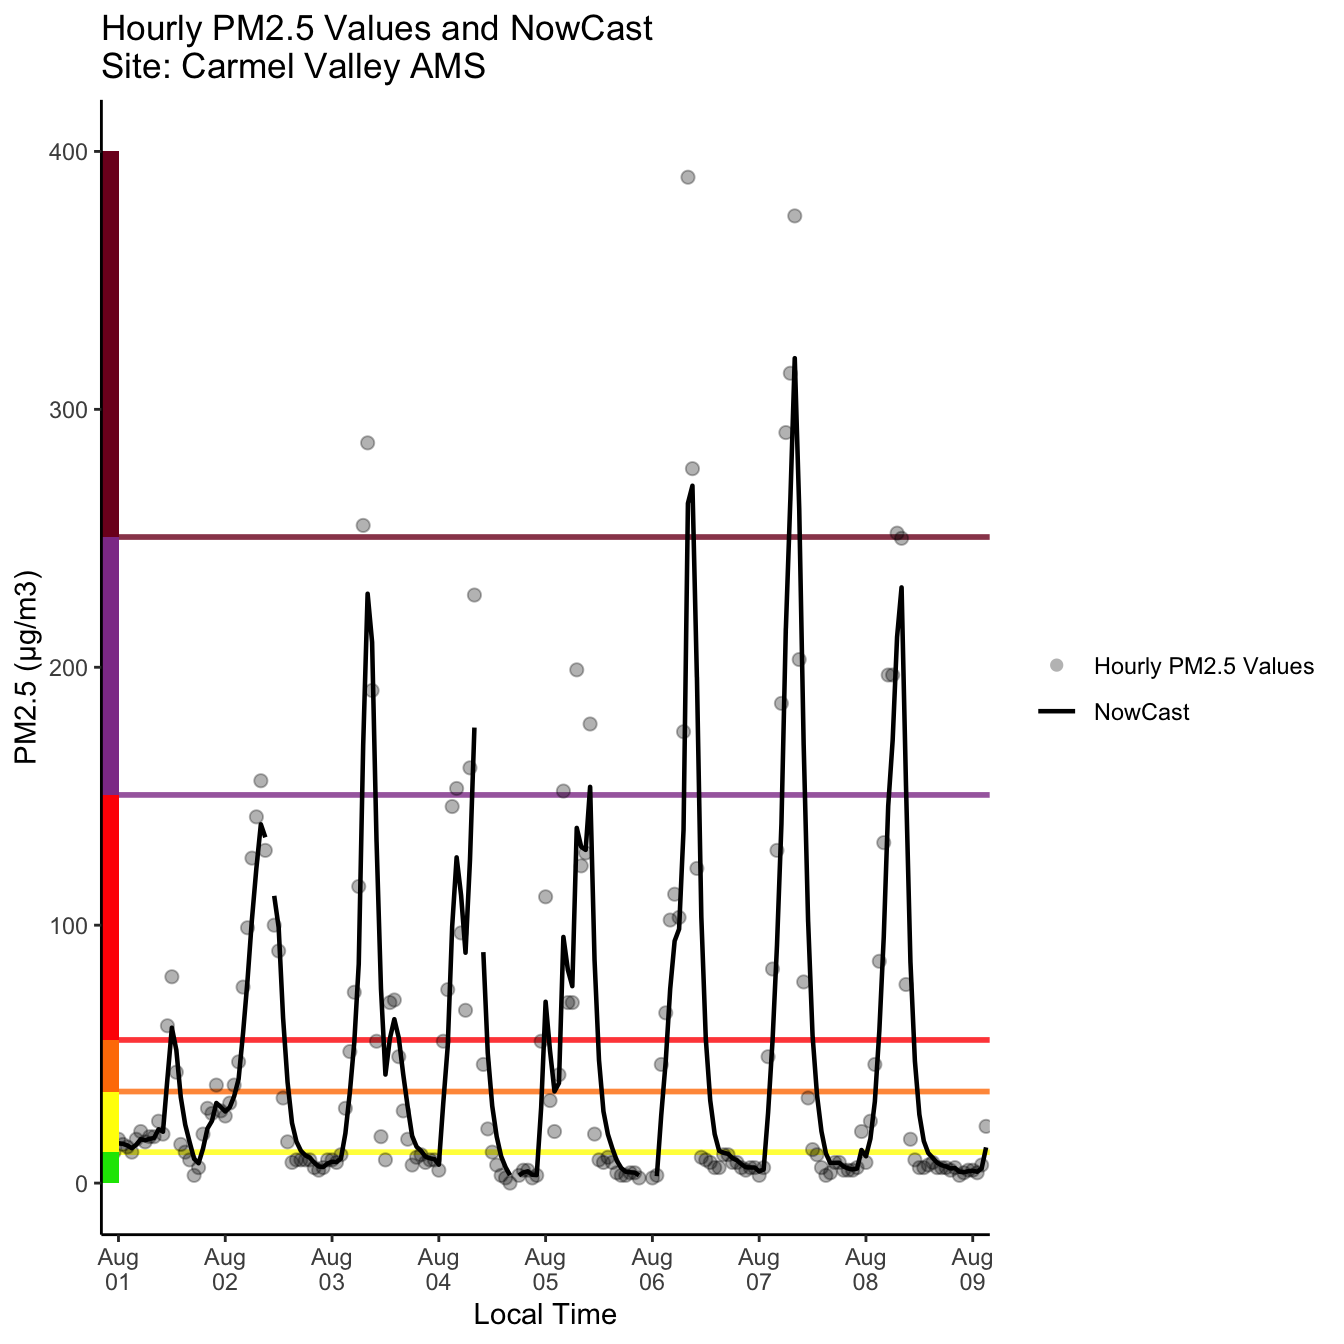 Hourly PM2.5 Values and NowCast
Site: Carmel Valley AMS
400
300
200
100
0
PM2.5 (µg/m3)
Aug 01
Aug 02
Aug 03
Aug 04
Aug 05
Aug 06
Aug 07
Aug 08
Aug 09
Local Time
Hourly PM2.5 Values
NowCast